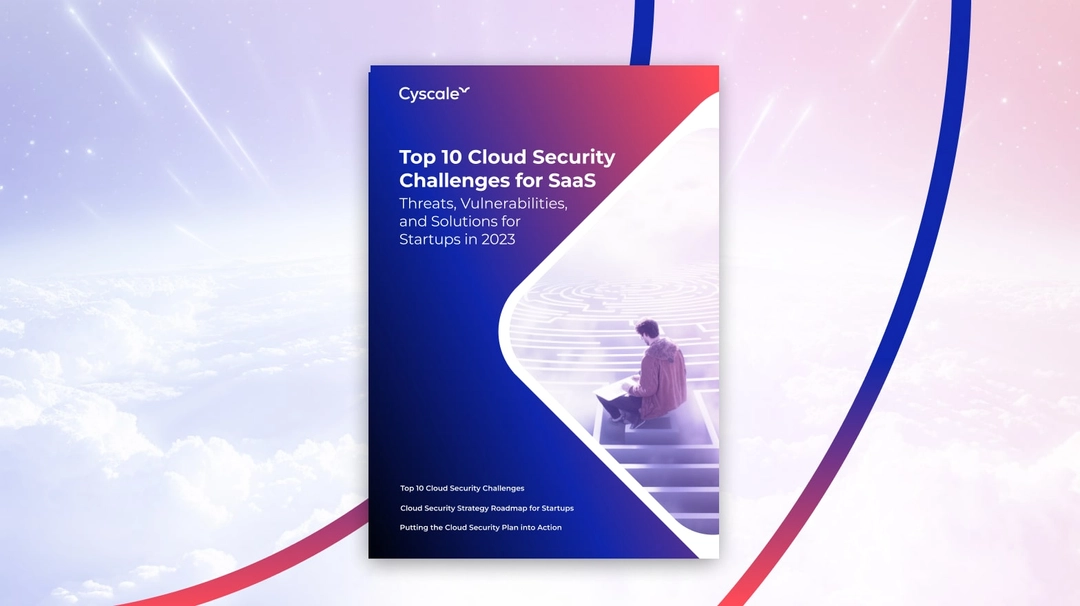 Cyscale
Top 10 Cloud Security
Challenges for SaaS
Threats, Vulnerabilities,
and Solutions for
Startups in 2023
Top 10 Cloud Security Challenges
Cloud Security Strategy Roadmap for Startups
Putting the Cloud Security Plan into Action